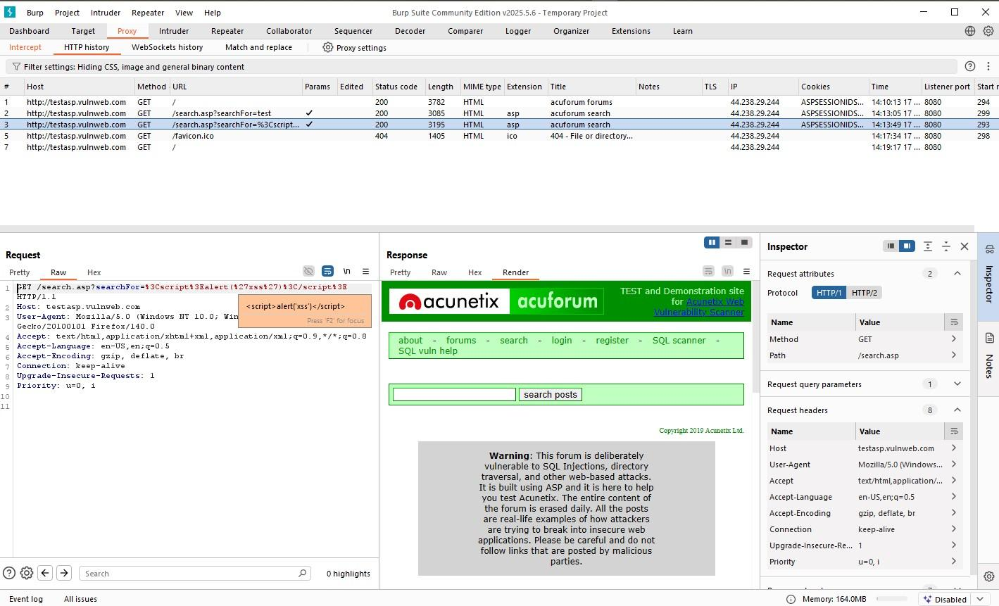 Burp Project Intruder Repeater View Help Burp Suite Community Edition v2025.5.6 - Temporary Project
Dashboard Target Proxy Intruder Repeater Collaborator Sequencer Decoder Comparer Logger Organizer Extensions Learn
Intercept HTTP history WebSockets history Match and replace Proxy settings
Filter settings: Hiding CSS, image and general binary content
# Host Method URL Params Edited Status code Length MIME type Extension Title Notes TLS IP Cookies Time Listener port Start r
1 http://testasp.vulnweb.com GET / 200 3782 HTML acuforum forums 44.238.29.244 ASPSESSIONIDS... 14:10:13 17 ... 8080 294
2 http://testasp.vulnweb.com GET /search.asp?searchFor=test ✓ 200 3085 HTML asp acuforum search 44.238.29.244 ASPSESSIONIDS... 14:13:05 17 ... 8080 299
3 http://testasp.vulnweb.com GET /search.asp?searchFor=%3Cscript... ✓ 200 3195 HTML asp acuforum search 44.238.29.244 ASPSESSIONIDS... 14:13:49 17 ... 8080 293
5 http://testasp.vulnweb.com GET /favicon.ico 404 1405 HTML ico 404 - File or directory... 44.238.29.244 14:17:34 17 ... 8080 298
7 http://testasp.vulnweb.com GET / 44.238.29.244 14:19:17 17 ... 8080
Request
Pretty Raw Hex
\n
1 GET /search.asp?searchFor=%3Cscript%3Ealert(%27xss%27)%3C/script%3E
HTTP/1.1
2 Host: testasp.vulnweb.com
3 User-Agent: Mozilla/5.0 (Windows NT 10.0; Win
Gecko/20100101 Firefox/140.0
4 Accept: text/html,application/xhtml+xml,application/xml;q=0.9,*/*;q=0.8
5 Accept-Language: en-US,en;q=0.5
6 Accept-Encoding: gzip, deflate, br
7 Connection: keep-alive
8 Upgrade-Insecure-Requests: 1
9 Priority: u=0, i
10
11
<script>alert('xss')</script>
Press 'F2' for focus
Search
0 highlights
Response
Pretty Raw Hex Render
\n
acunetix acuforum
TEST and Demonstration site
for Acunetix Web
Vulnerability Scanner
about - forums - search - login - register - SQL scanner -
SQL vuln help
search posts
Copyright 2019 Acunetix Ltd.
Warning: This forum is deliberately
vulnerable to SQL Injections, directory
traversal, and other web-based attacks.
It is built using ASP and it is here to help
you test Acunetix. The entire content of
the forum is erased daily. All the posts
are real-life examples of how attackers
are trying to break into insecure web
applications. Please be careful and do not
follow links that are posted by malicious
parties.
Inspector
Request attributes 2
Protocol HTTP/1 HTTP/2
Name Value
Method GET
Path /search.asp
Request query parameters 1
Request headers 8
Name Value
Host testasp.vulnweb.com
User-Agent Mozilla/5.0 (Windows...
Accept text/html,application/...
Accept-Language en-US,en;q=0.5
Accept-Encoding gzip, deflate, br
Connection keep-alive
Upgrade-Insecure-Re... 1
Priority u=0, i
Inspector
Notes
Event log All issues
Memory: 164.0MB
Disabled